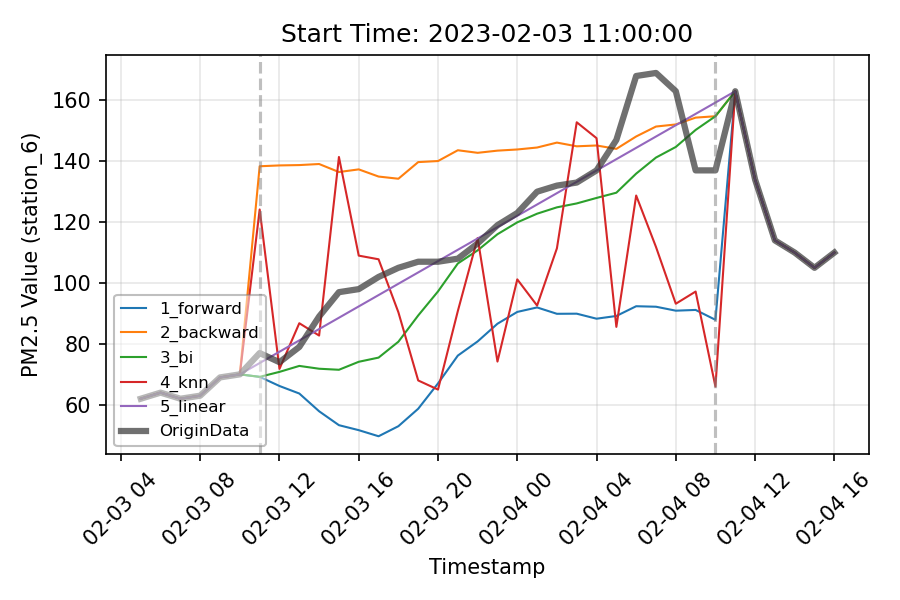 Start Time: 2023-02-03 11:00:00
PM2.5 Value (station_6)
160
140
120
100
80
60
1_forward
2_backward
3_bi
4_knn
5_linear
OriginData
02-03 04
02-03 08
02-03 12
02-03 16
02-03 20
02-04 00
02-04 04
02-04 08
02-04 12
02-04 16
Timestamp